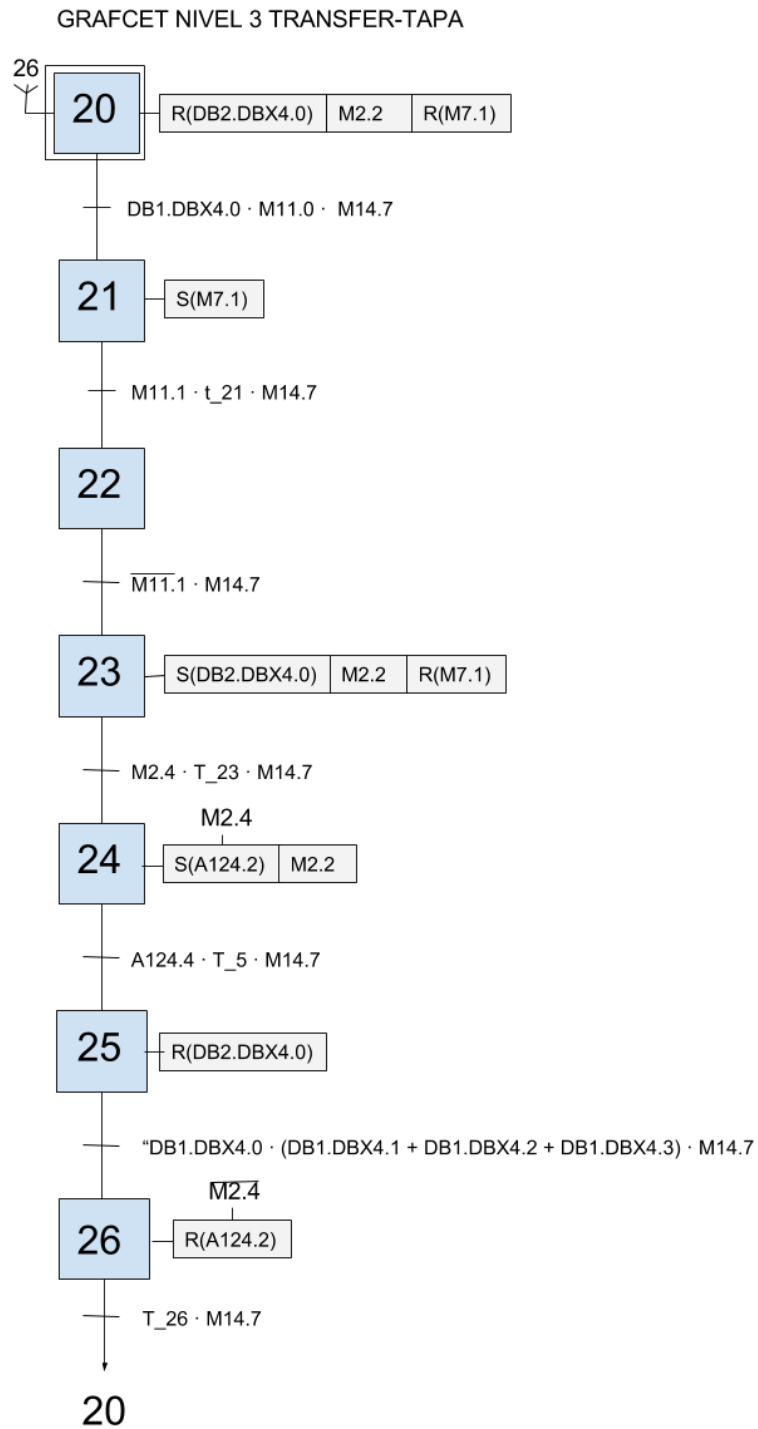 GRAFCET NIVEL 3 TRANSFER-TAPA
26
20 R(DB2.DBX4.0) M2.2 R(M7.1)
DB1.DBX4.0 · M11.0 · M14.7
21 S(M7.1)
M11.1 · t_21 · M14.7
22
M̅1̅1̅.1 · M14.7
23 S(DB2.DBX4.0) M2.2 R(M7.1)
M2.4 · T_23 · M14.7
M2.4
24 S(A124.2) M2.2
A124.4 · T_5 · M14.7
25 R(DB2.DBX4.0)
“DB1.DBX4.0 · (DB1.DBX4.1 + DB1.DBX4.2 + DB1.DBX4.3) · M14.7
M̅2̅.̅4̅
26 R(A124.2)
T_26 · M14.7
20